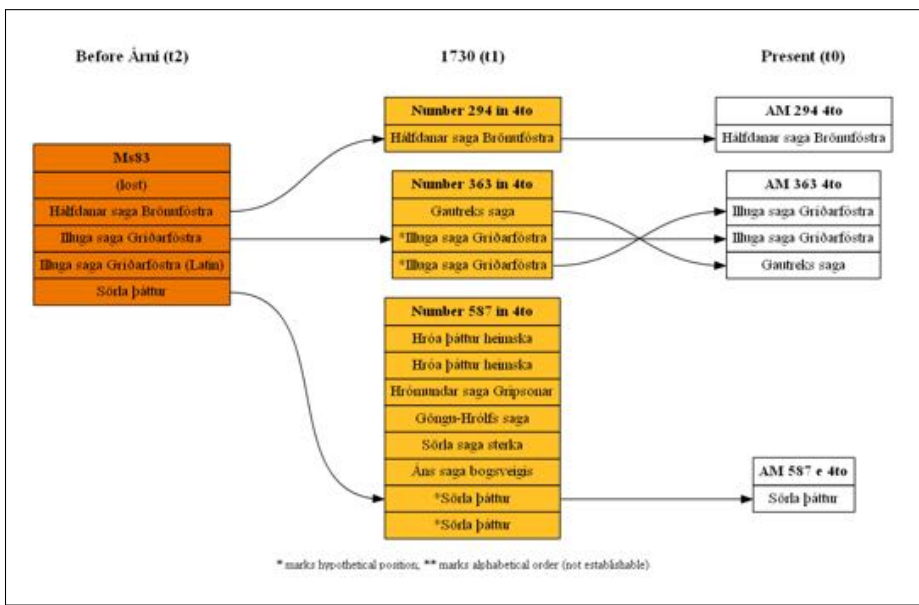 Before Árni (t2)
1730 (t1)
Present (t0)
Ms83
(lost)
Hálfdanar saga Brönufóstra
Illuga saga Gríðarfóstra
Illuga saga Gríðarfóstra (Latin)
Sörla þáttur
Number 294 in 4to
Hálfdanar saga Brönufóstra
Number 363 in 4to
Gautreks saga
*Illuga saga Gríðarfóstra
*Illuga saga Gríðarfóstra
Number 587 in 4to
Hróa þáttur heimska
Hróa þáttur heimska
Hrómundar saga Gripsonar
Göngu-Hrólfs saga
Sörla saga sterka
Áns saga bogsveigis
*Sörla þáttur
*Sörla þáttur
AM 294 4to
Hálfdanar saga Brönufóstra
AM 363 4to
Illuga saga Gríðarfóstra
Illuga saga Gríðarfóstra
Gautreks saga
AM 587 e 4to
Sörla þáttur
* marks hypothetical position, ** marks alphabetical order (not establishable)